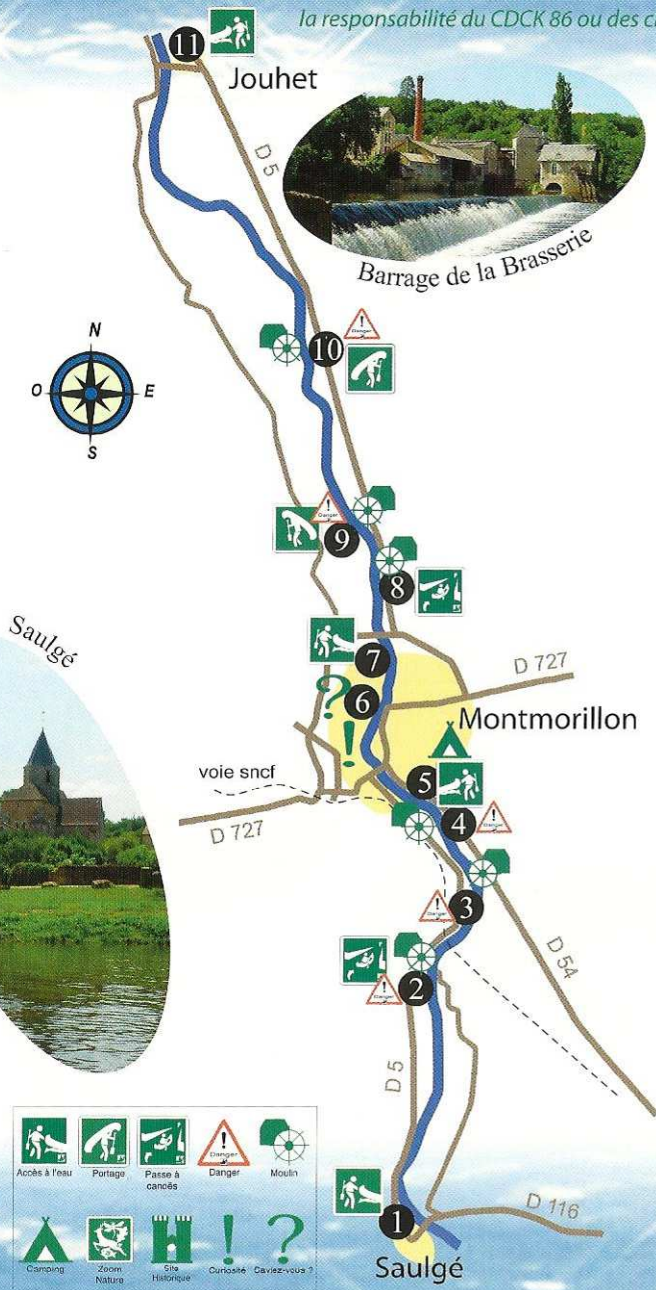 la responsabilité du CDCK 86 ou des c
11
Jouhet
D 5
Barrage de la Brasserie
N
O
E
S
Danger
10
Danger
9
8
Saulgé
7
D 727
6
Montmorillon
voie sncf
5
D 727
4
Danger
3
Danger
2
Danger
D 54
D 5
Accès à l'eau
Portage
Passe à canoës
Danger
Moulin
1
D 116
Camping
Zoom Nature
Site Historique
Curiosité
Saviez-vous ?
Saulgé